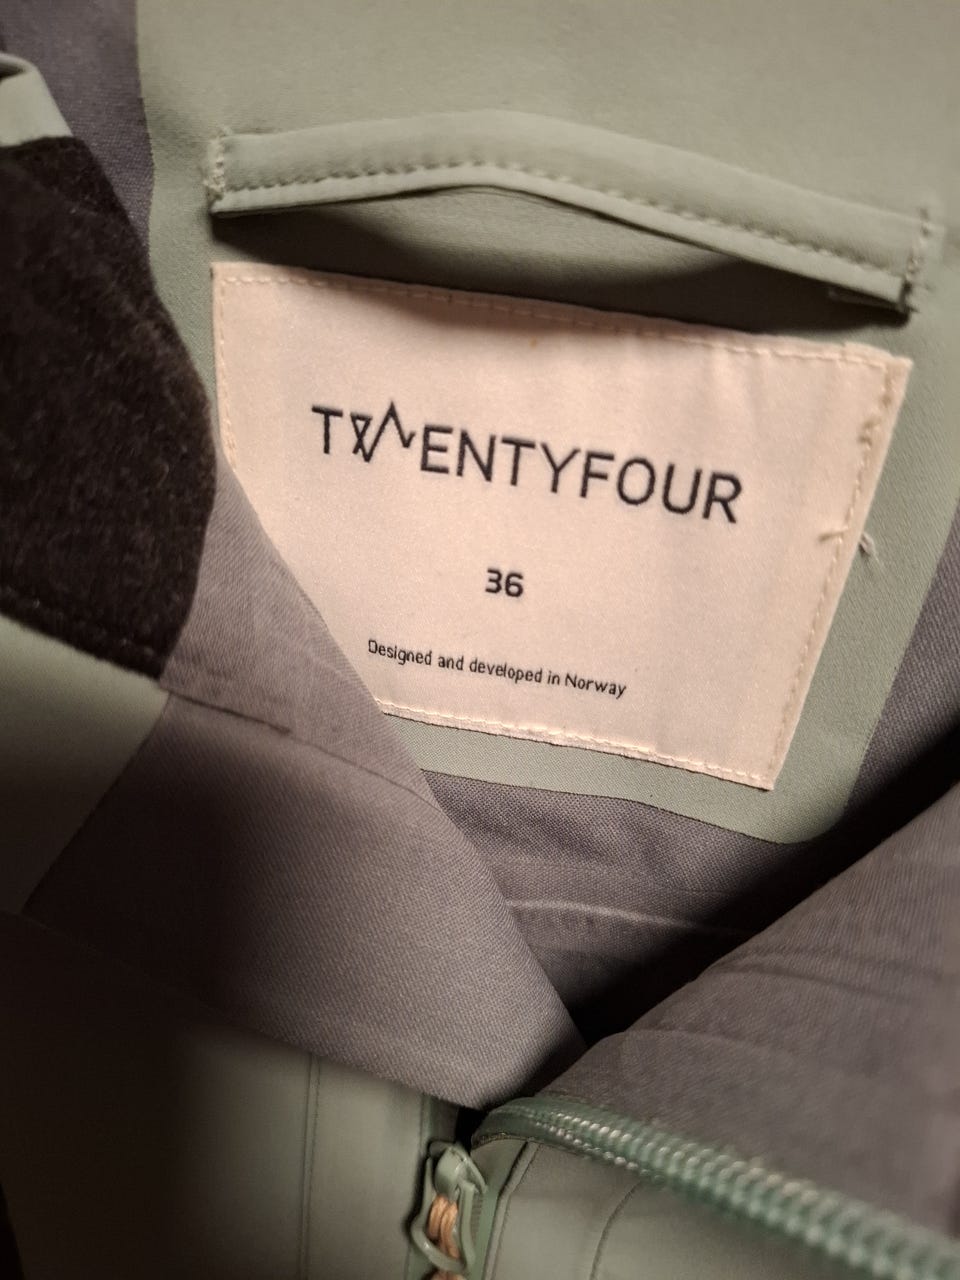 TWENTYFOUR
36
Designed and developed in Norway